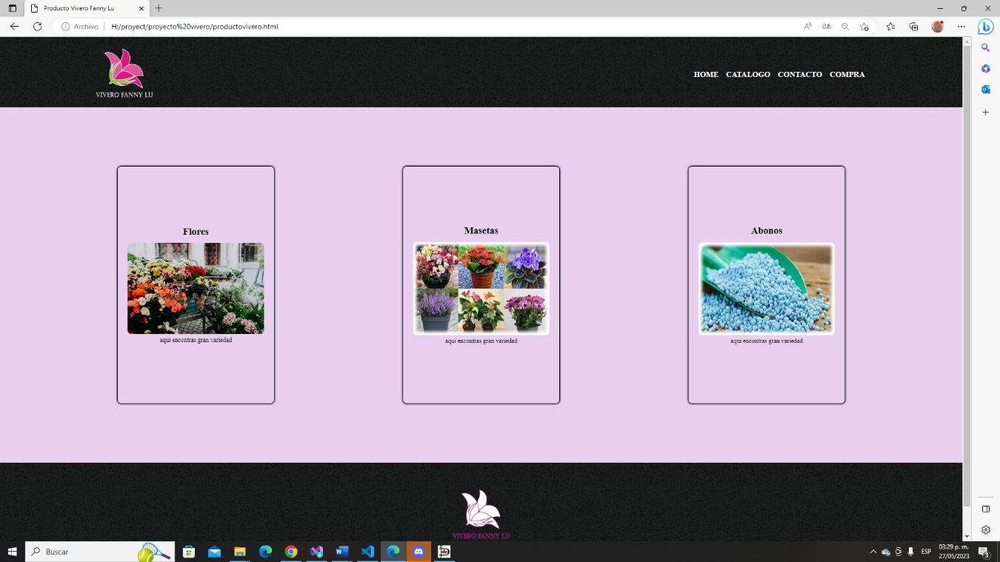 Producto Vivero Fanny Lu
Archivo
H:/proyect/proyecto%20vivero/productovivero.html
VIVERO FANNY LU
HOME CATALOGO CONTACTO COMPRA
Flores
aqui encontras gran variedad
Masetas
aqui encontras gran variedad
Abonos
aqui encontras gran variedad
VIVERO FANNY LU
Buscar
ESP
03:29 p. m.
27/05/2023
3